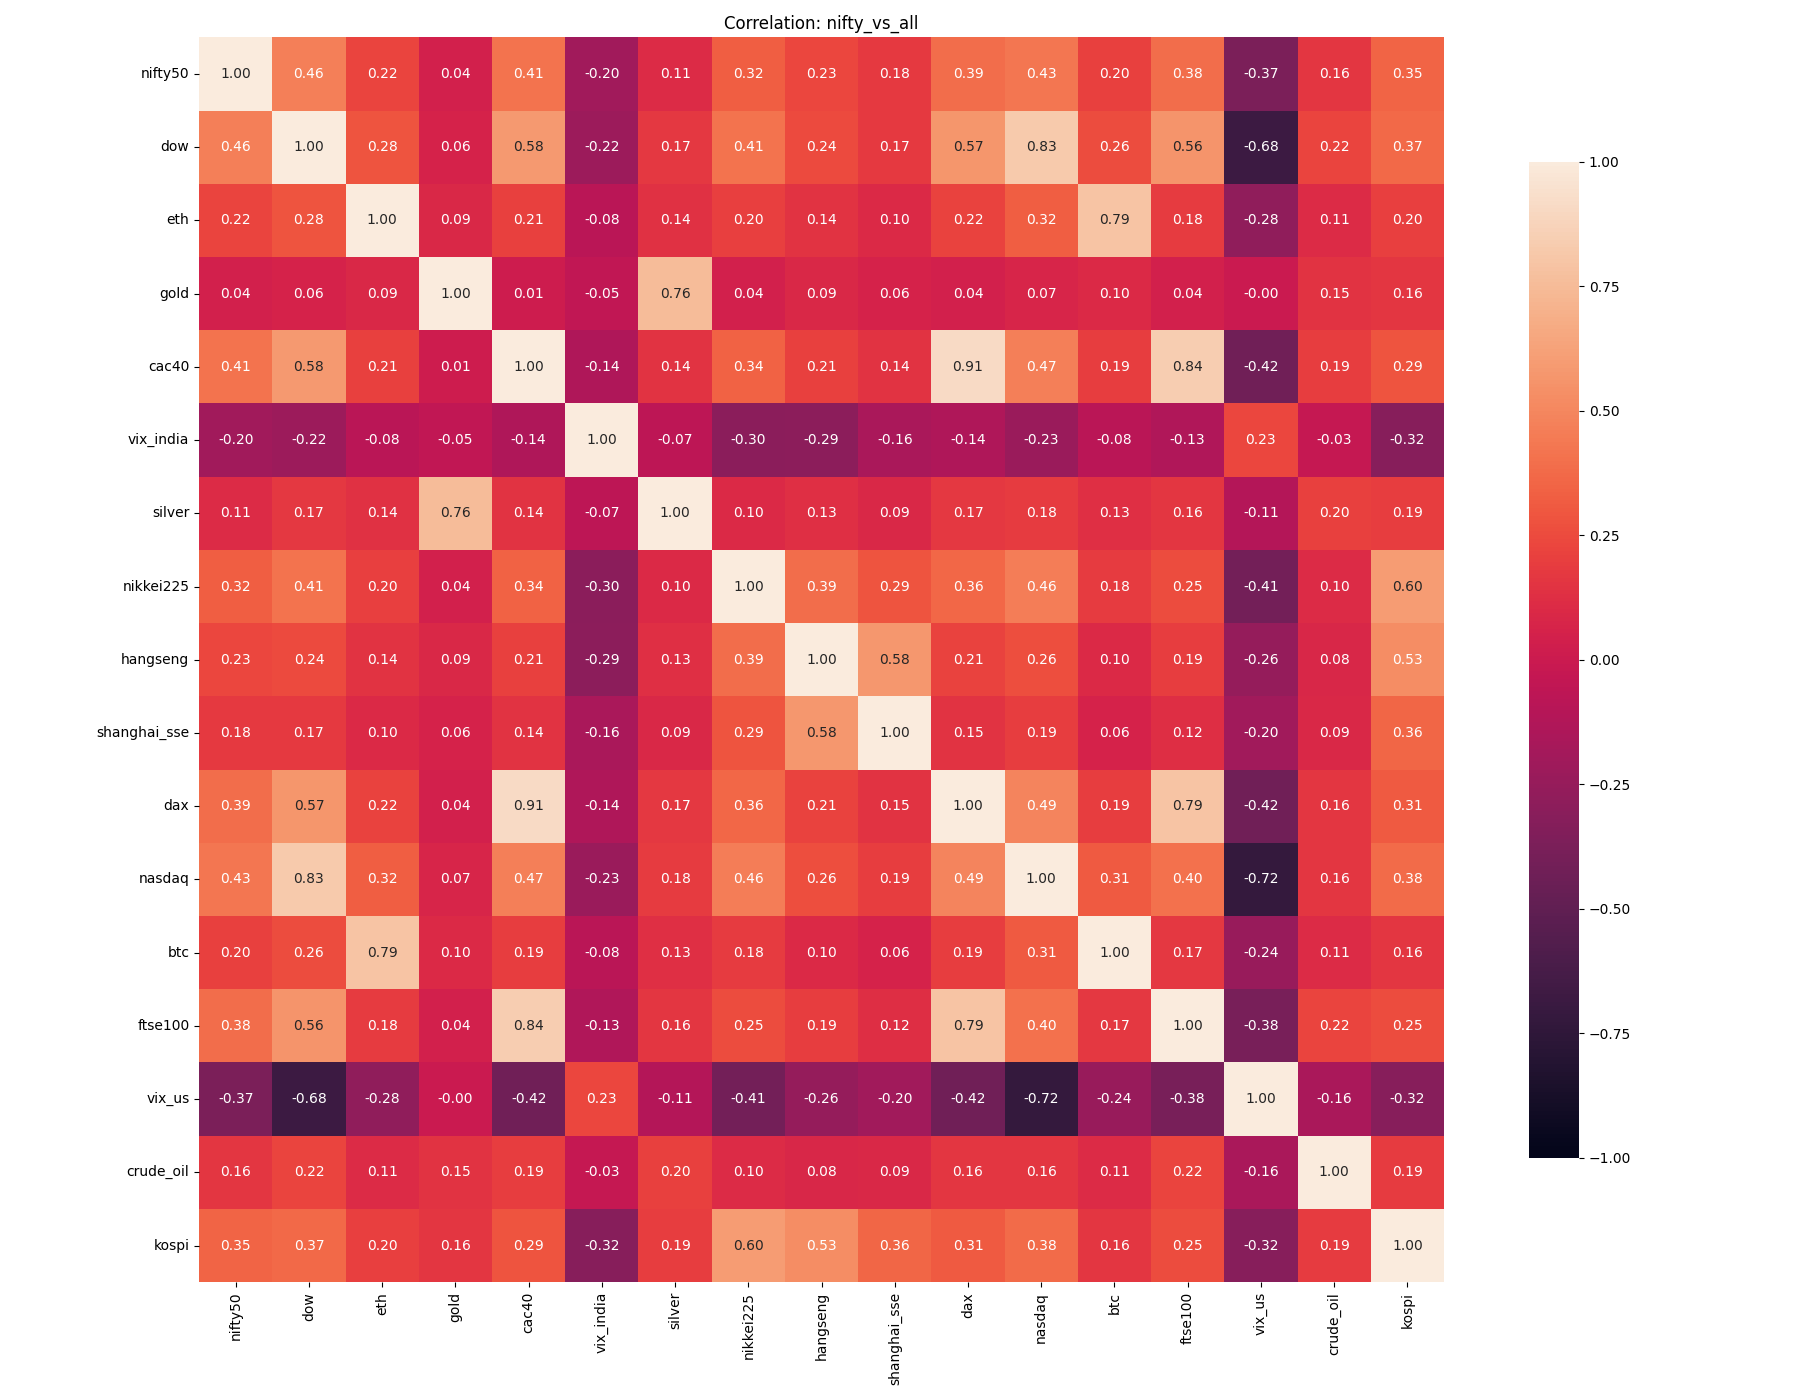 Correlation: nifty_vs_all
nifty50 1.00 0.46 0.22 0.04 0.41 -0.20 0.11 0.32 0.23 0.18 0.39 0.43 0.20 0.38 -0.37 0.16 0.35
dow 0.46 1.00 0.28 0.06 0.58 -0.22 0.17 0.41 0.24 0.17 0.57 0.83 0.26 0.56 -0.68 0.22 0.37
eth 0.22 0.28 1.00 0.09 0.21 -0.08 0.14 0.20 0.14 0.10 0.22 0.32 0.79 0.18 -0.28 0.11 0.20
gold 0.04 0.06 0.09 1.00 0.01 -0.05 0.76 0.04 0.09 0.06 0.04 0.07 0.10 0.04 -0.00 0.15 0.16
cac40 0.41 0.58 0.21 0.01 1.00 -0.14 0.14 0.34 0.21 0.14 0.91 0.47 0.19 0.84 -0.42 0.19 0.29
vix_india -0.20 -0.22 -0.08 -0.05 -0.14 1.00 -0.07 -0.30 -0.29 -0.16 -0.14 -0.23 -0.08 -0.13 0.23 -0.03 -0.32
silver 0.11 0.17 0.14 0.76 0.14 -0.07 1.00 0.10 0.13 0.09 0.17 0.18 0.13 0.16 -0.11 0.20 0.19
nikkei225 0.32 0.41 0.20 0.04 0.34 -0.30 0.10 1.00 0.39 0.29 0.36 0.46 0.18 0.25 -0.41 0.10 0.60
hangseng 0.23 0.24 0.14 0.09 0.21 -0.29 0.13 0.39 1.00 0.58 0.21 0.26 0.10 0.19 -0.26 0.08 0.53
shanghai_sse 0.18 0.17 0.10 0.06 0.14 -0.16 0.09 0.29 0.58 1.00 0.15 0.19 0.06 0.12 -0.20 0.09 0.36
dax 0.39 0.57 0.22 0.04 0.91 -0.14 0.17 0.36 0.21 0.15 1.00 0.49 0.19 0.79 -0.42 0.16 0.31
nasdaq 0.43 0.83 0.32 0.07 0.47 -0.23 0.18 0.46 0.26 0.19 0.49 1.00 0.31 0.40 -0.72 0.16 0.38
btc 0.20 0.26 0.79 0.10 0.19 -0.08 0.13 0.18 0.10 0.06 0.19 0.31 1.00 0.17 -0.24 0.11 0.16
ftse100 0.38 0.56 0.18 0.04 0.84 -0.13 0.16 0.25 0.19 0.12 0.79 0.40 0.17 1.00 -0.38 0.22 0.25
vix_us -0.37 -0.68 -0.28 -0.00 -0.42 0.23 -0.11 -0.41 -0.26 -0.20 -0.42 -0.72 -0.24 -0.38 1.00 -0.16 -0.32
crude_oil 0.16 0.22 0.11 0.15 0.19 -0.03 0.20 0.10 0.08 0.09 0.16 0.16 0.11 0.22 -0.16 1.00 0.19
kospi 0.35 0.37 0.20 0.16 0.29 -0.32 0.19 0.60 0.53 0.36 0.31 0.38 0.16 0.25 -0.32 0.19 1.00
nifty50 dow eth gold cac40 vix_india silver nikkei225 hangseng shanghai_sse dax nasdaq btc ftse100 vix_us crude_oil kospi
1.00
0.75
0.50
0.25
0.00
−0.25
−0.50
−0.75
−1.00